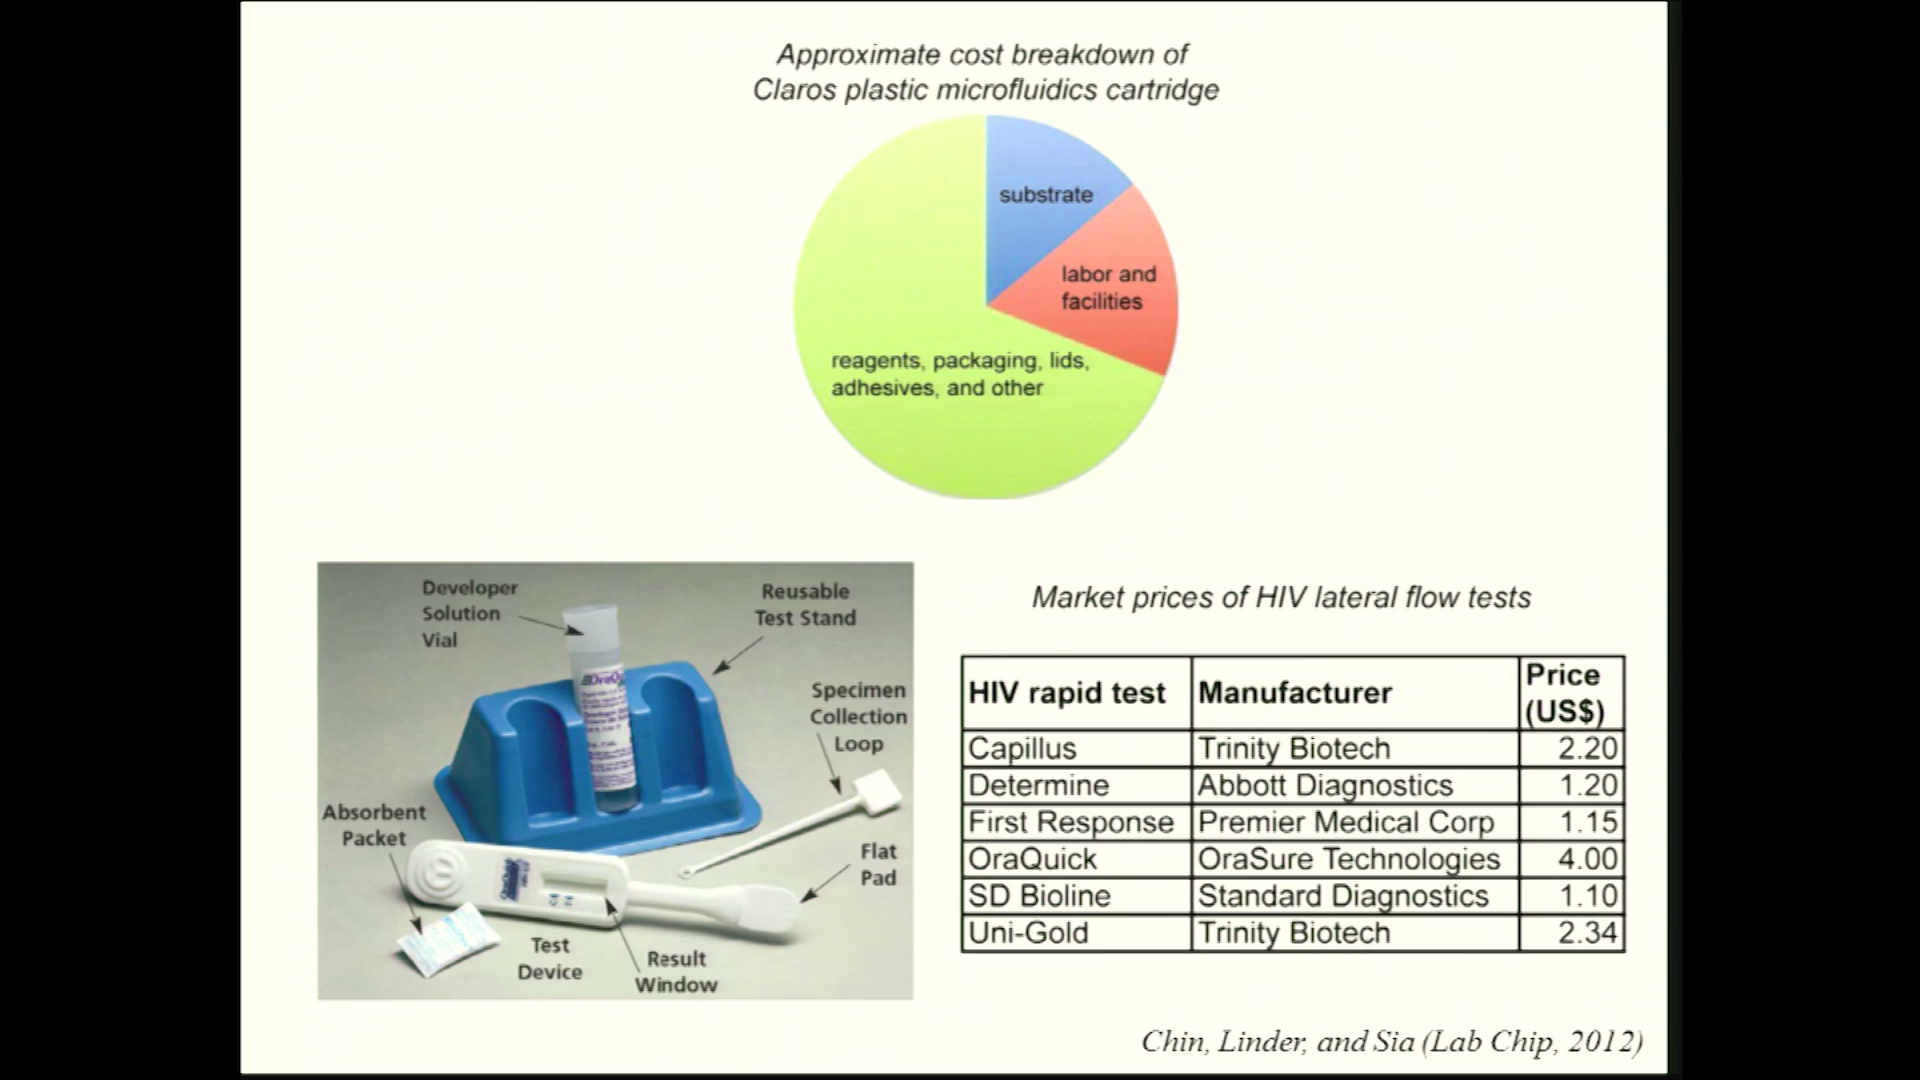 Approximate cost breakdown of
Claros plastic microfluidics cartridge
substrate
labor and
facilities
reagents, packaging, lids,
adhesives, and other
Developer
Solution
Vial
Reusable
Test Stand
Specimen
Collection
Loop
Absorbent
Packet
Flat
Pad
Test
Device
Result
Window
Market prices of HIV lateral flow tests
HIV rapid test Manufacturer Price (US$)
Capillus Trinity Biotech 2.20
Determine Abbott Diagnostics 1.20
First Response Premier Medical Corp 1.15
OraQuick OraSure Technologies 4.00
SD Bioline Standard Diagnostics 1.10
Uni-Gold Trinity Biotech 2.34
Chin, Linder, and Sia (Lab Chip, 2012)